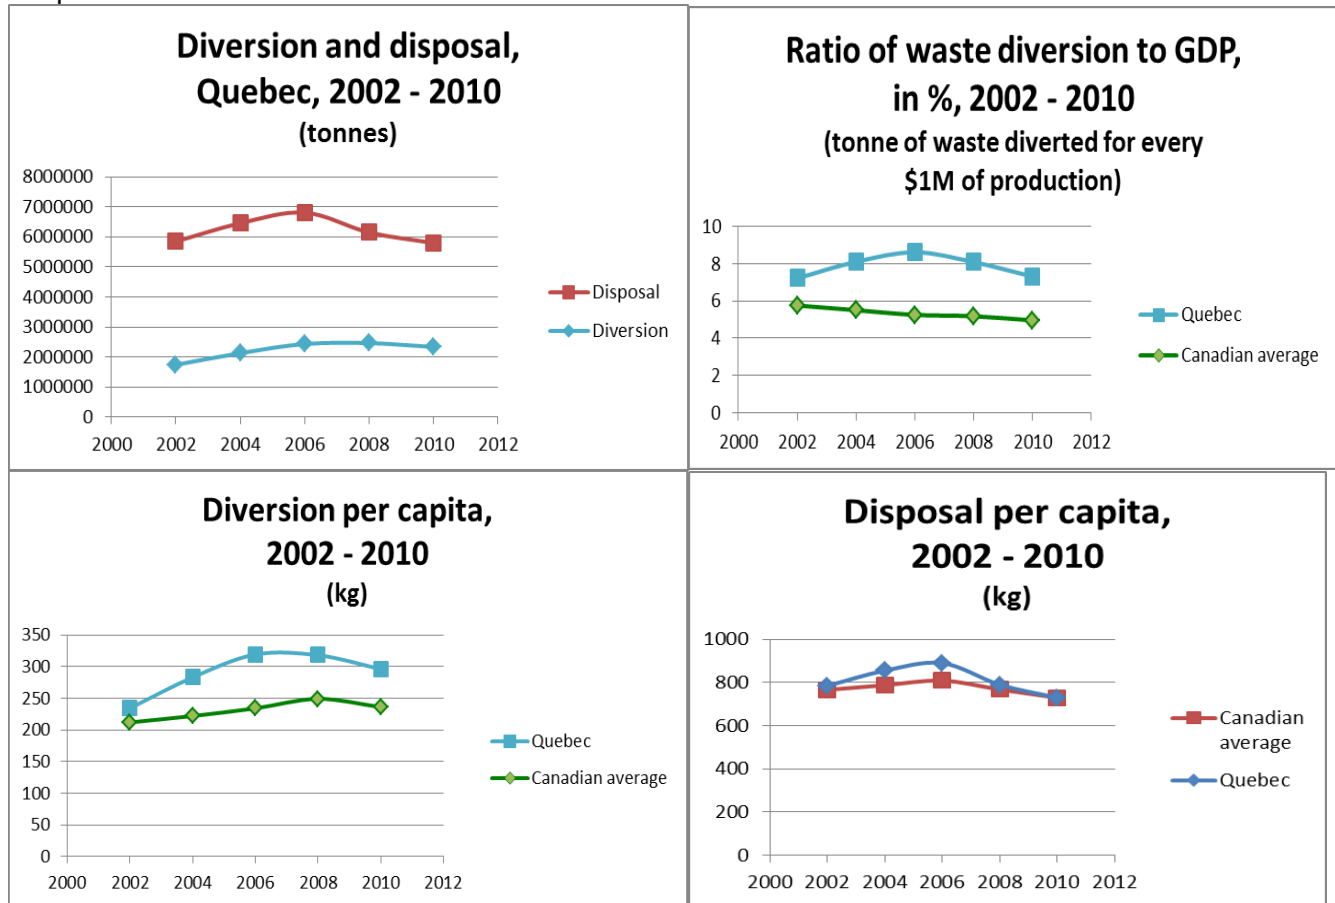 Diversion and disposal,
Quebec, 2002 - 2010
(tonnes)
8000000
7000000
6000000
5000000
4000000
3000000
2000000
1000000
0
2000 2002 2004 2006 2008 2010 2012
Disposal
Diversion
Ratio of waste diversion to GDP,
in %, 2002 - 2010
(tonne of waste diverted for every
$1M of production)
10
8
6
4
2
0
2000 2002 2004 2006 2008 2010 2012
Quebec
Canadian average
Diversion per capita,
2002 - 2010
(kg)
350
300
250
200
150
100
50
0
2000 2002 2004 2006 2008 2010 2012
Quebec
Canadian average
Disposal per capita,
2002 - 2010
(kg)
1000
800
600
400
200
0
2000 2002 2004 2006 2008 2010 2012
Canadian
average
Quebec